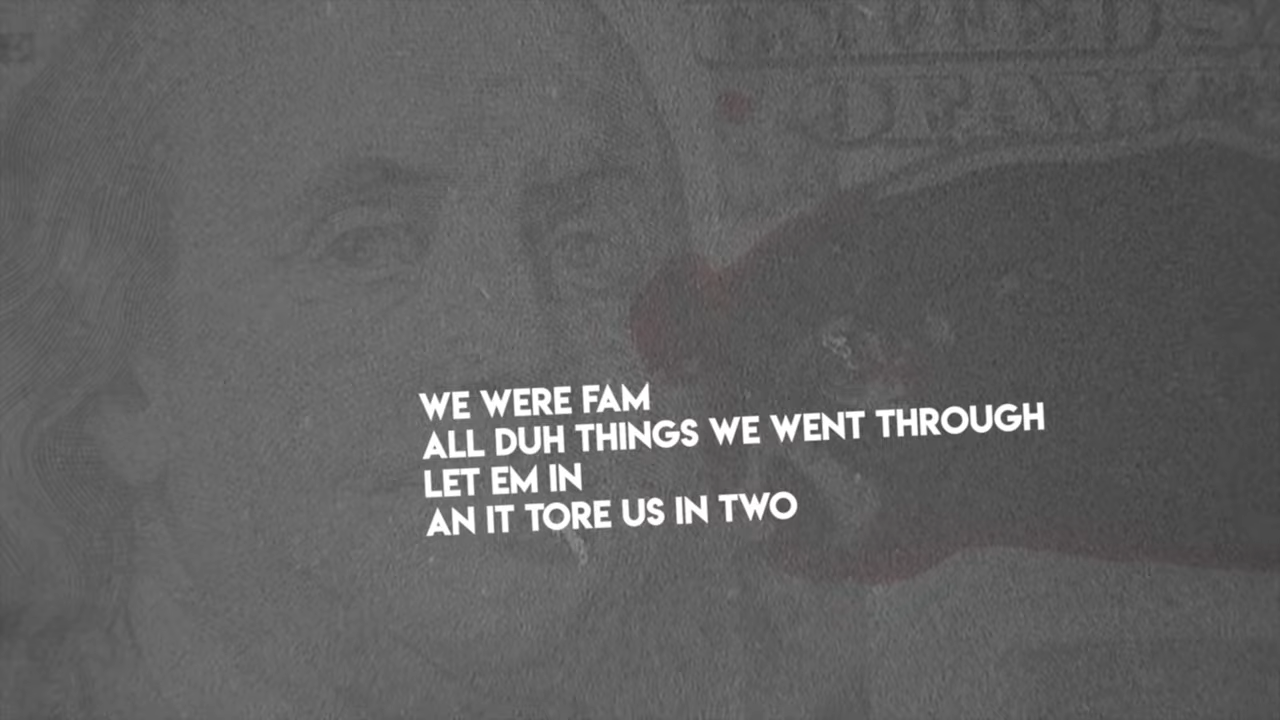 WE WERE FAM
ALL DUH THINGS WE WENT THROUGH
LET EM IN
AN IT TORE US IN TWO